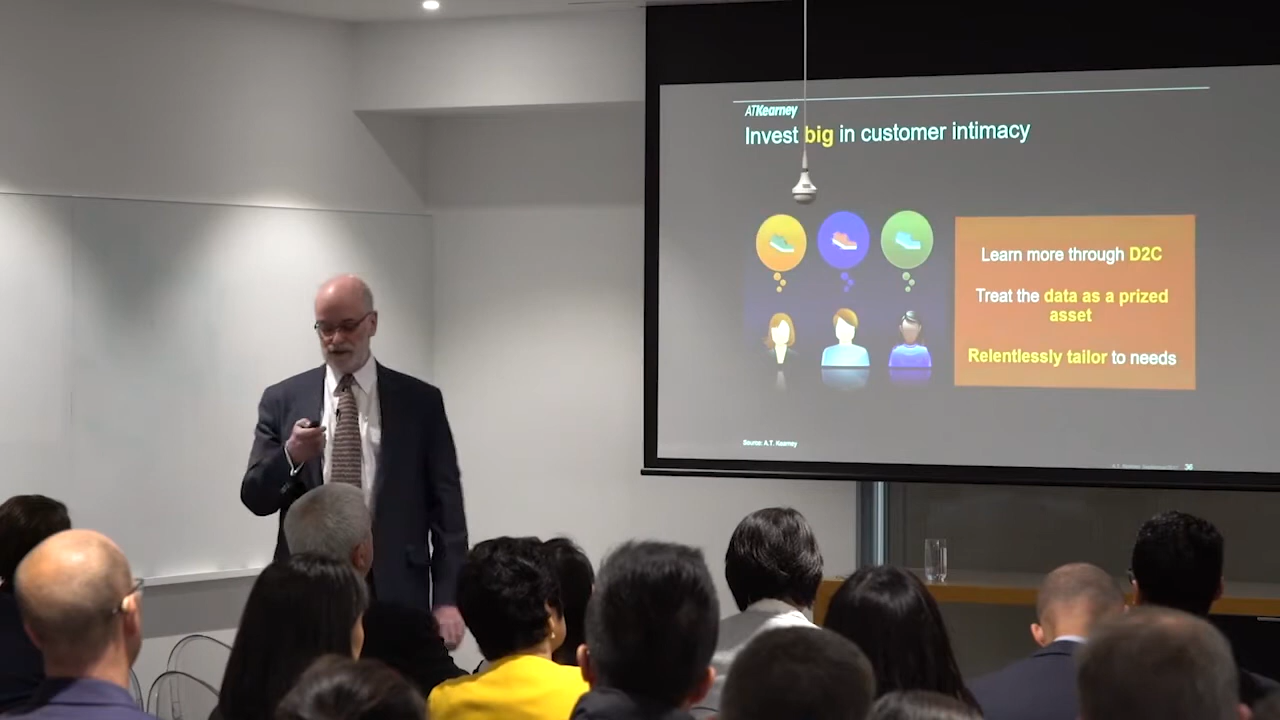 ATKearney
Invest big in customer intimacy
Learn more through D2C
Treat the data as a prized
asset
Relentlessly tailor to needs
Source: A.T. Kearney
36